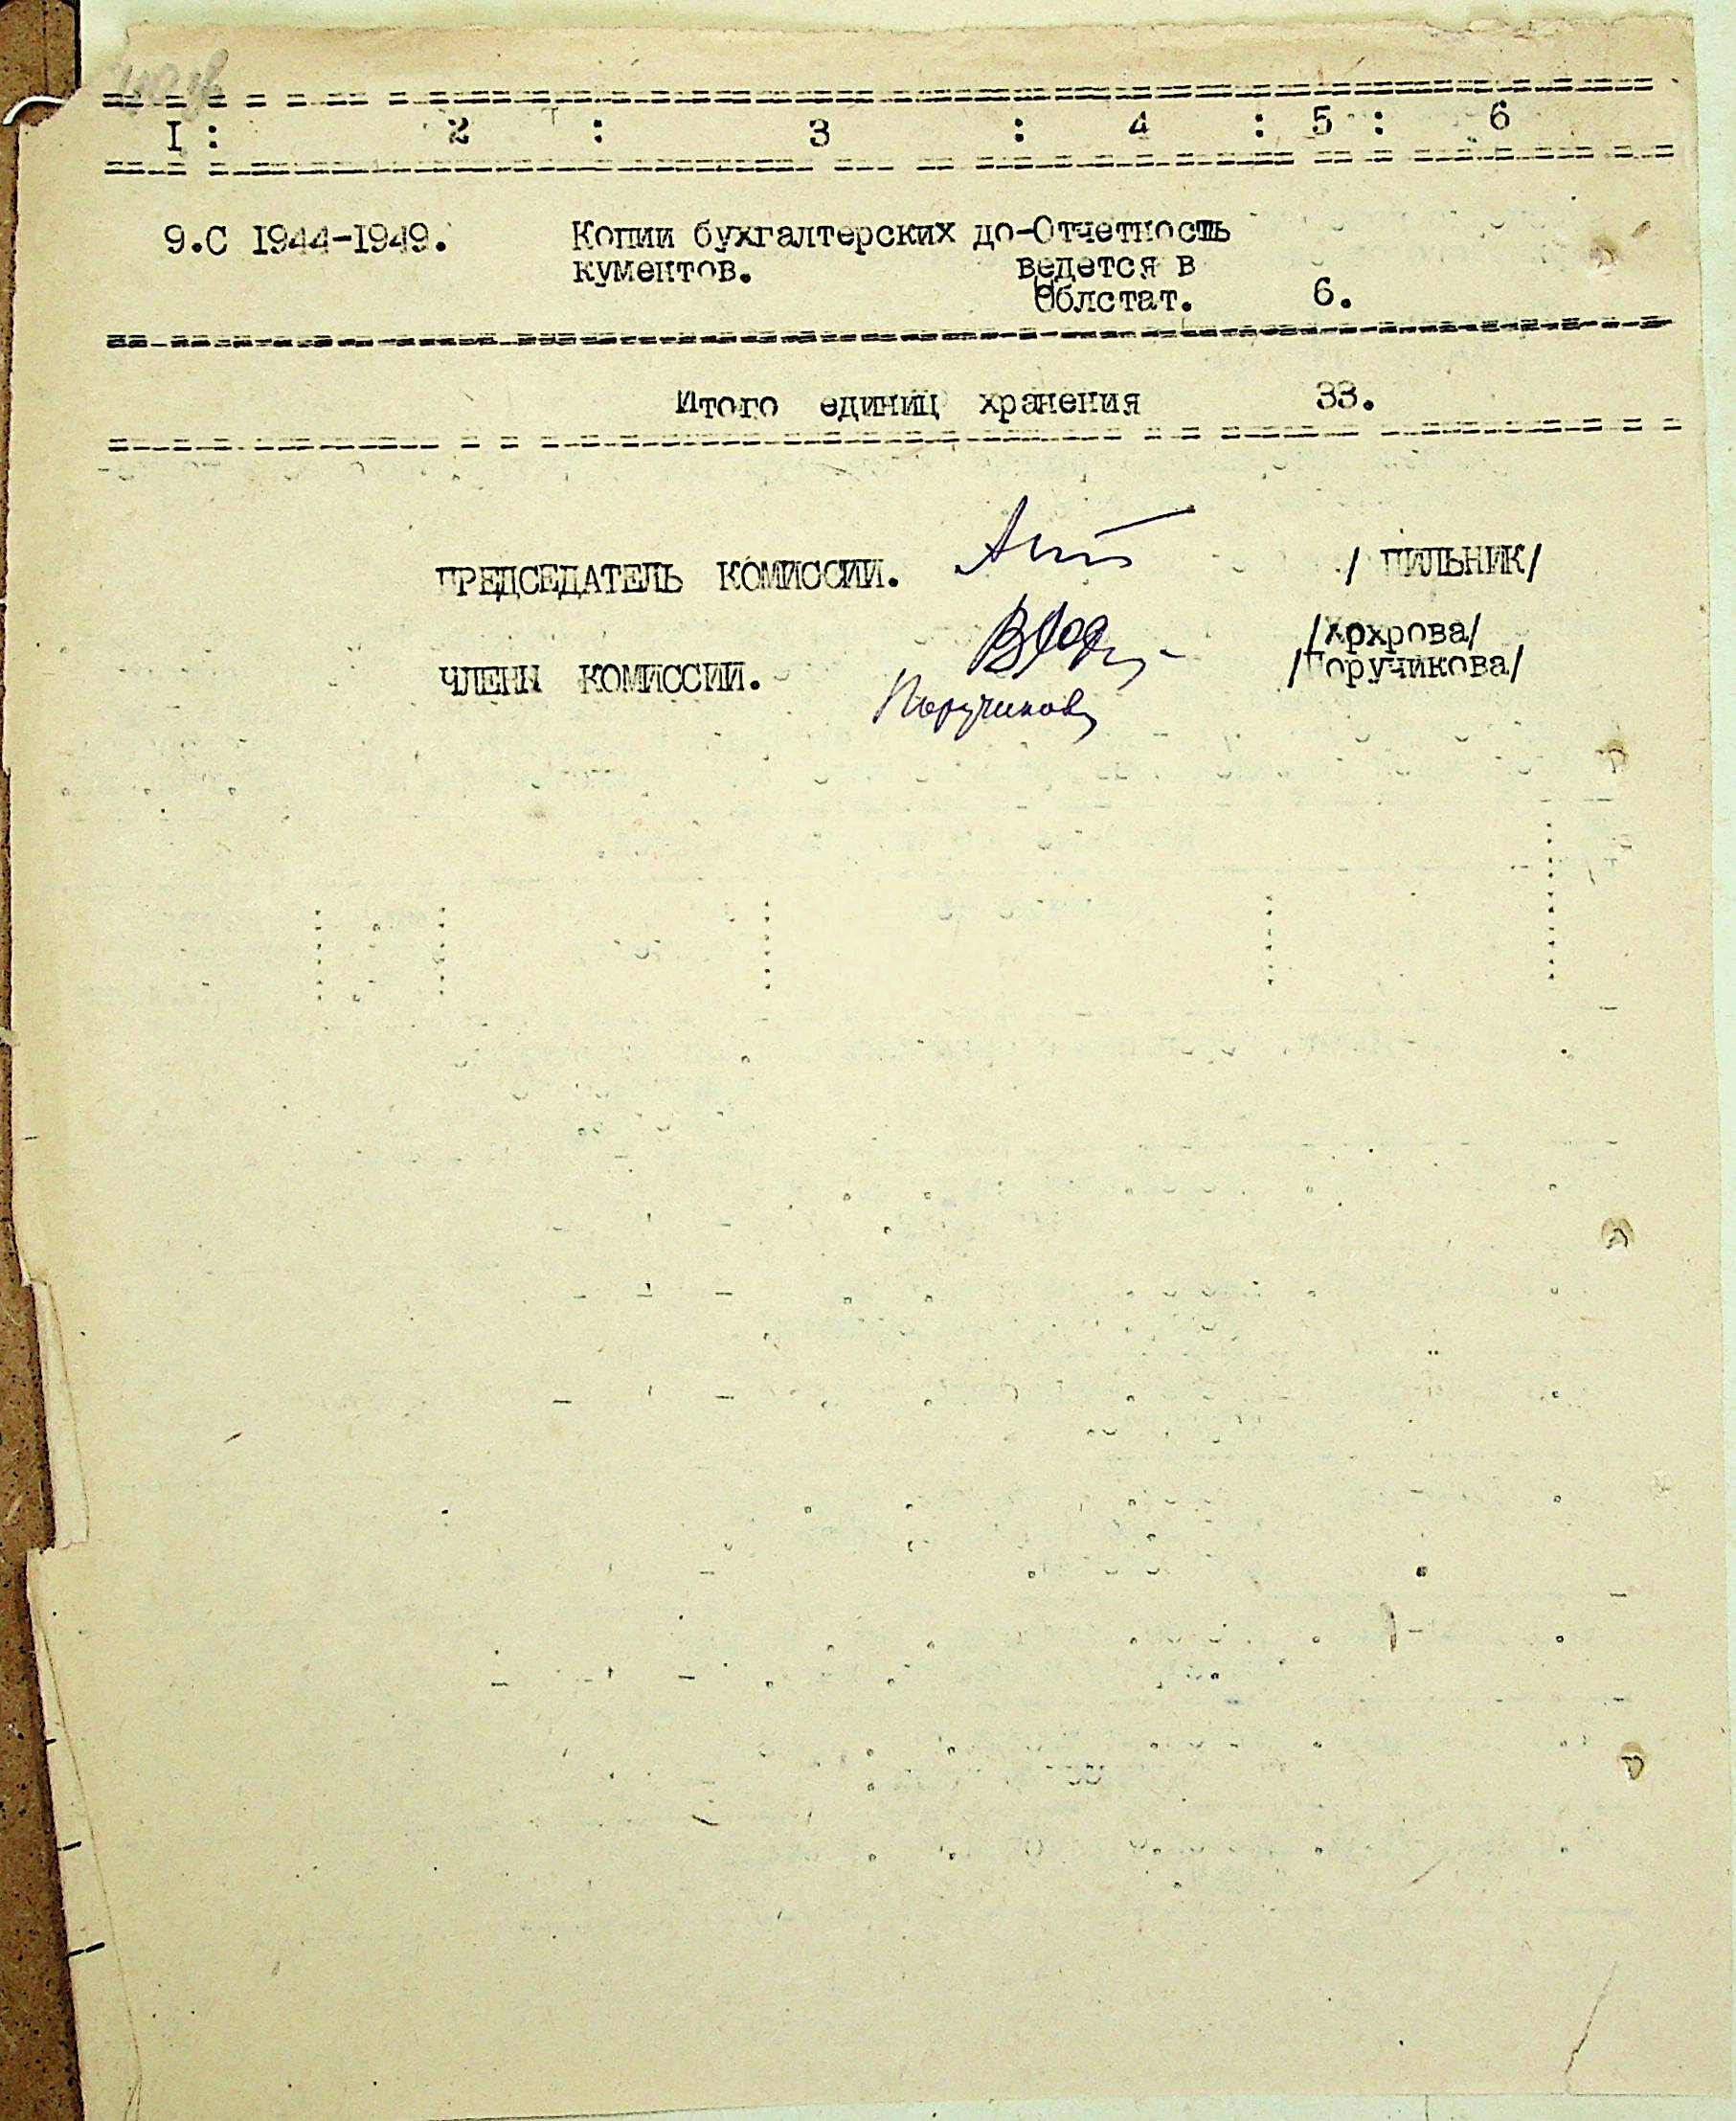 I : 2 : 3 : 4 : 5 : 6
9.С 1944-1949. Копии бухгалтерских до-Отчетность
кументов. ведется в
Облстат. 6.
Итого единиц хранения 33.
ПРЕДСЕДАТЕЛЬ КОМИССИИ. / ПИЛЬНИК/
/Хохрова/
ЧЛЕНЫ КОМИССИИ. /Поручикова/
Поручикова